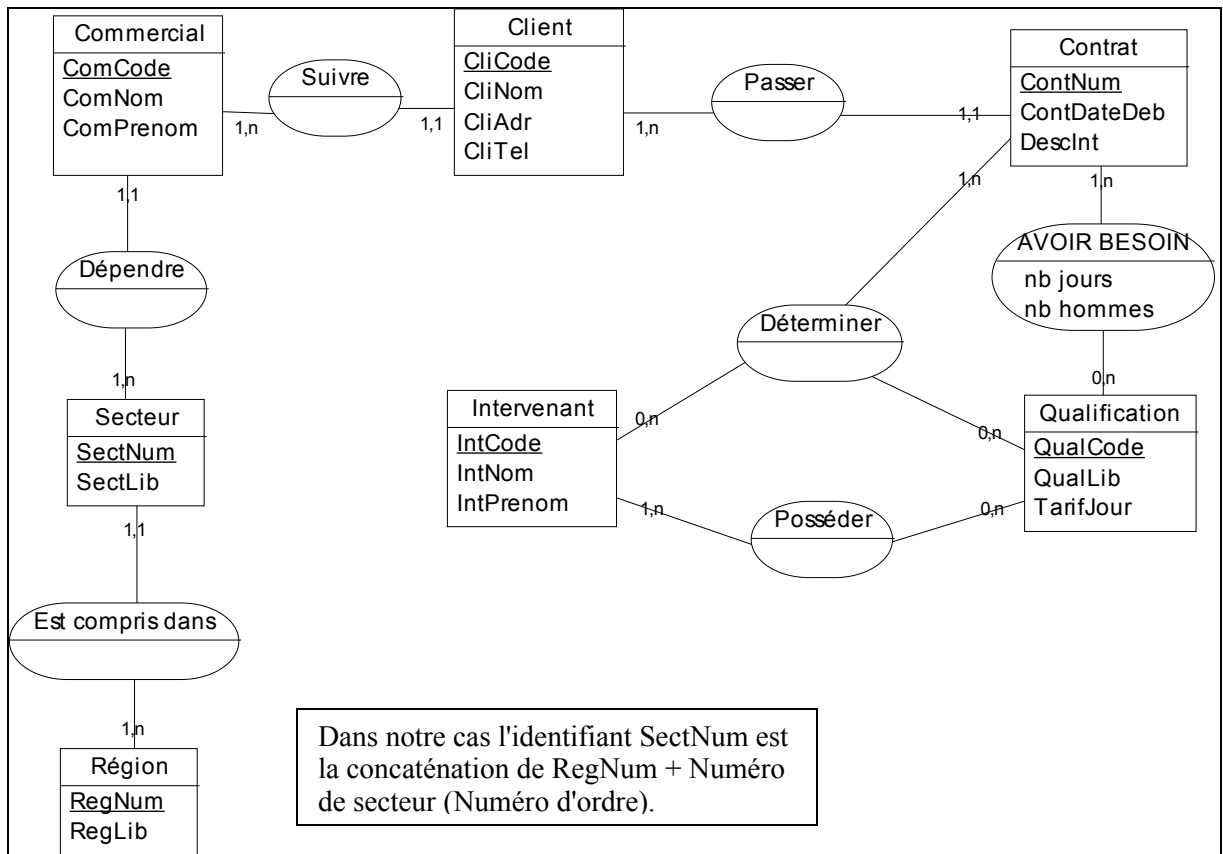 Commercial
ComCode
ComNom
ComPrenom
1,n
Suivre
1,1
Client
CliCode
CliNom
CliAdr
CliTel
1,n
Passer
1,1
Contrat
ContNum
ContDateDeb
DescInt
1,1
Dépendre
1,n
1,n
1,n
AVOIR BESOIN
nb jours
nb hommes
0,n
Déterminer
0,n
0,n
Secteur
SectNum
SectLib
1,1
Intervenant
IntCode
IntNom
IntPrenom
1,n
Posséder
0,n
Qualification
QualCode
QualLib
TarifJour
Est compris dans
1,n
Région
RegNum
RegLib
Dans notre cas l'identifiant SectNum est
la concaténation de RegNum + Numéro
de secteur (Numéro d'ordre).